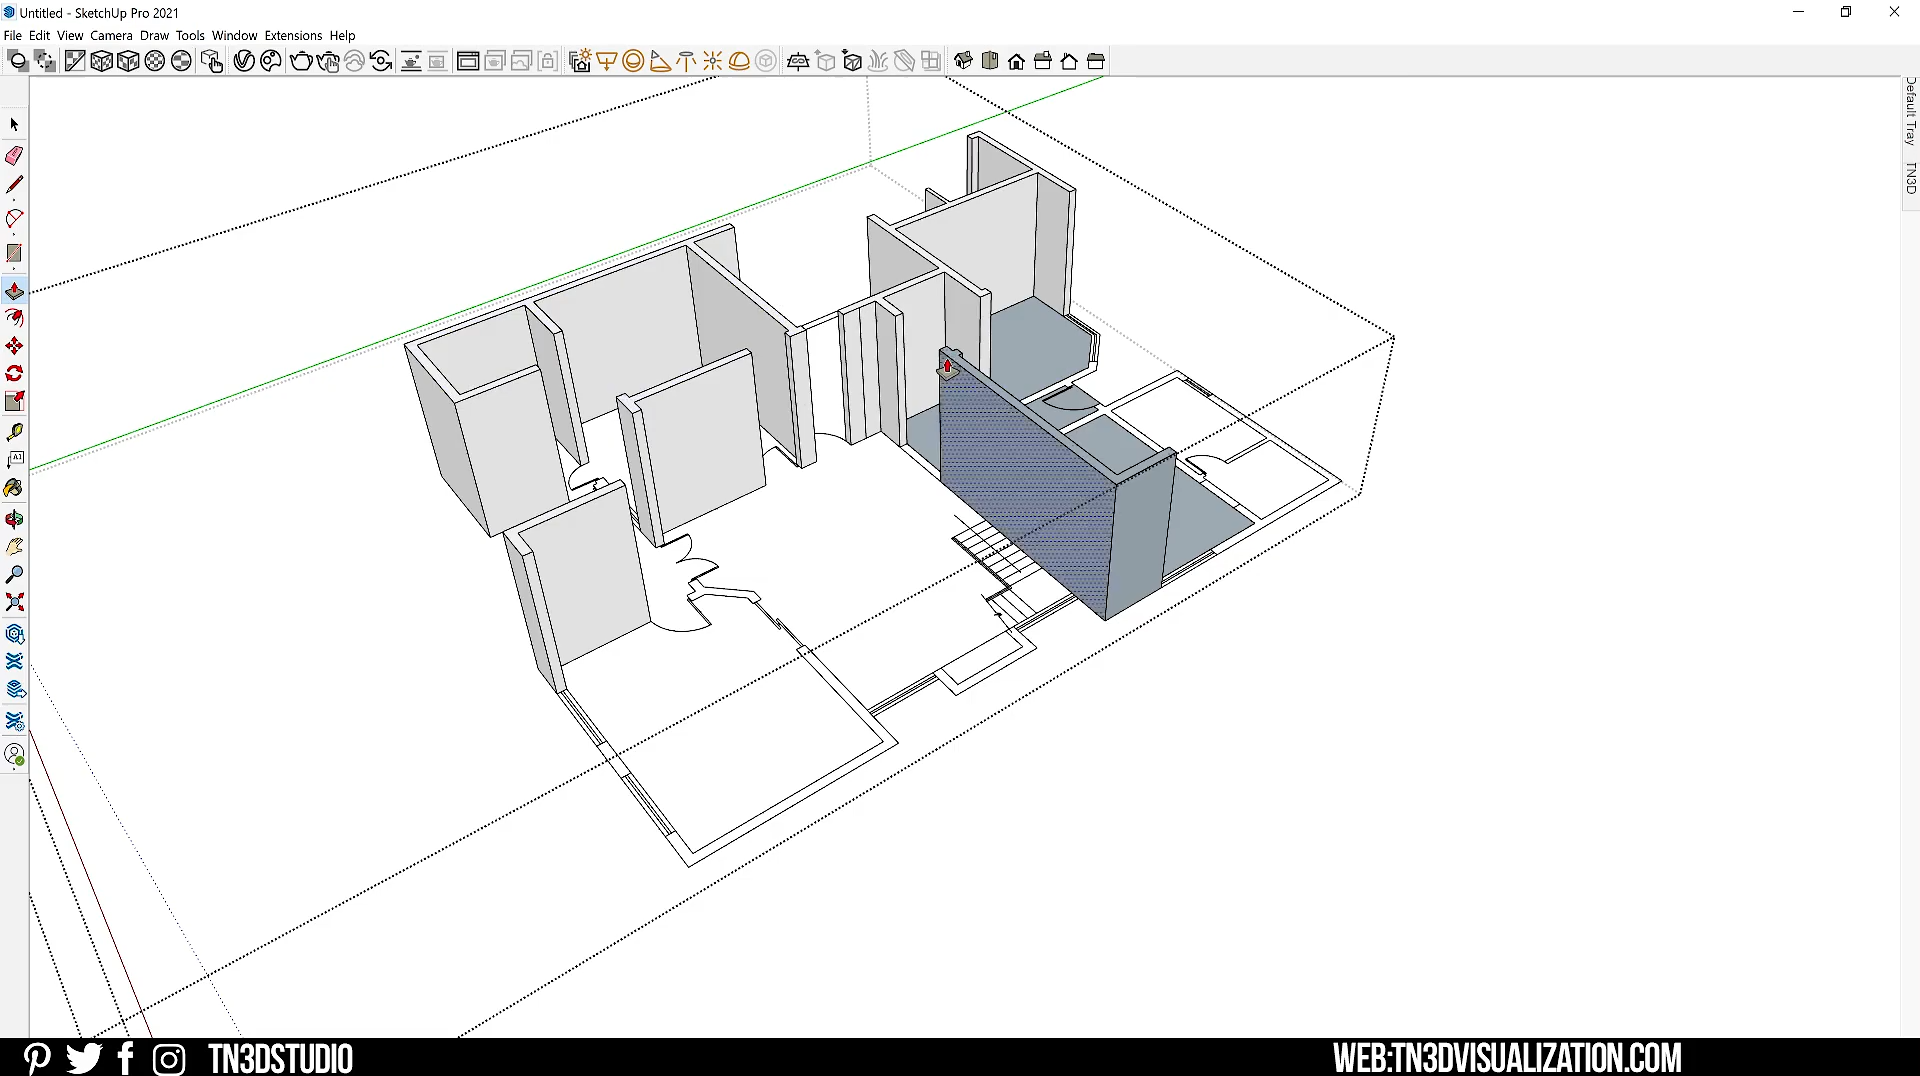 Untitled - SketchUp Pro 2021
File Edit View Camera Draw Tools Window Extensions Help
Default Tray
TN3D
A1
TN3DSTUDIO
WEB:TN3DVISUALIZATION.COM